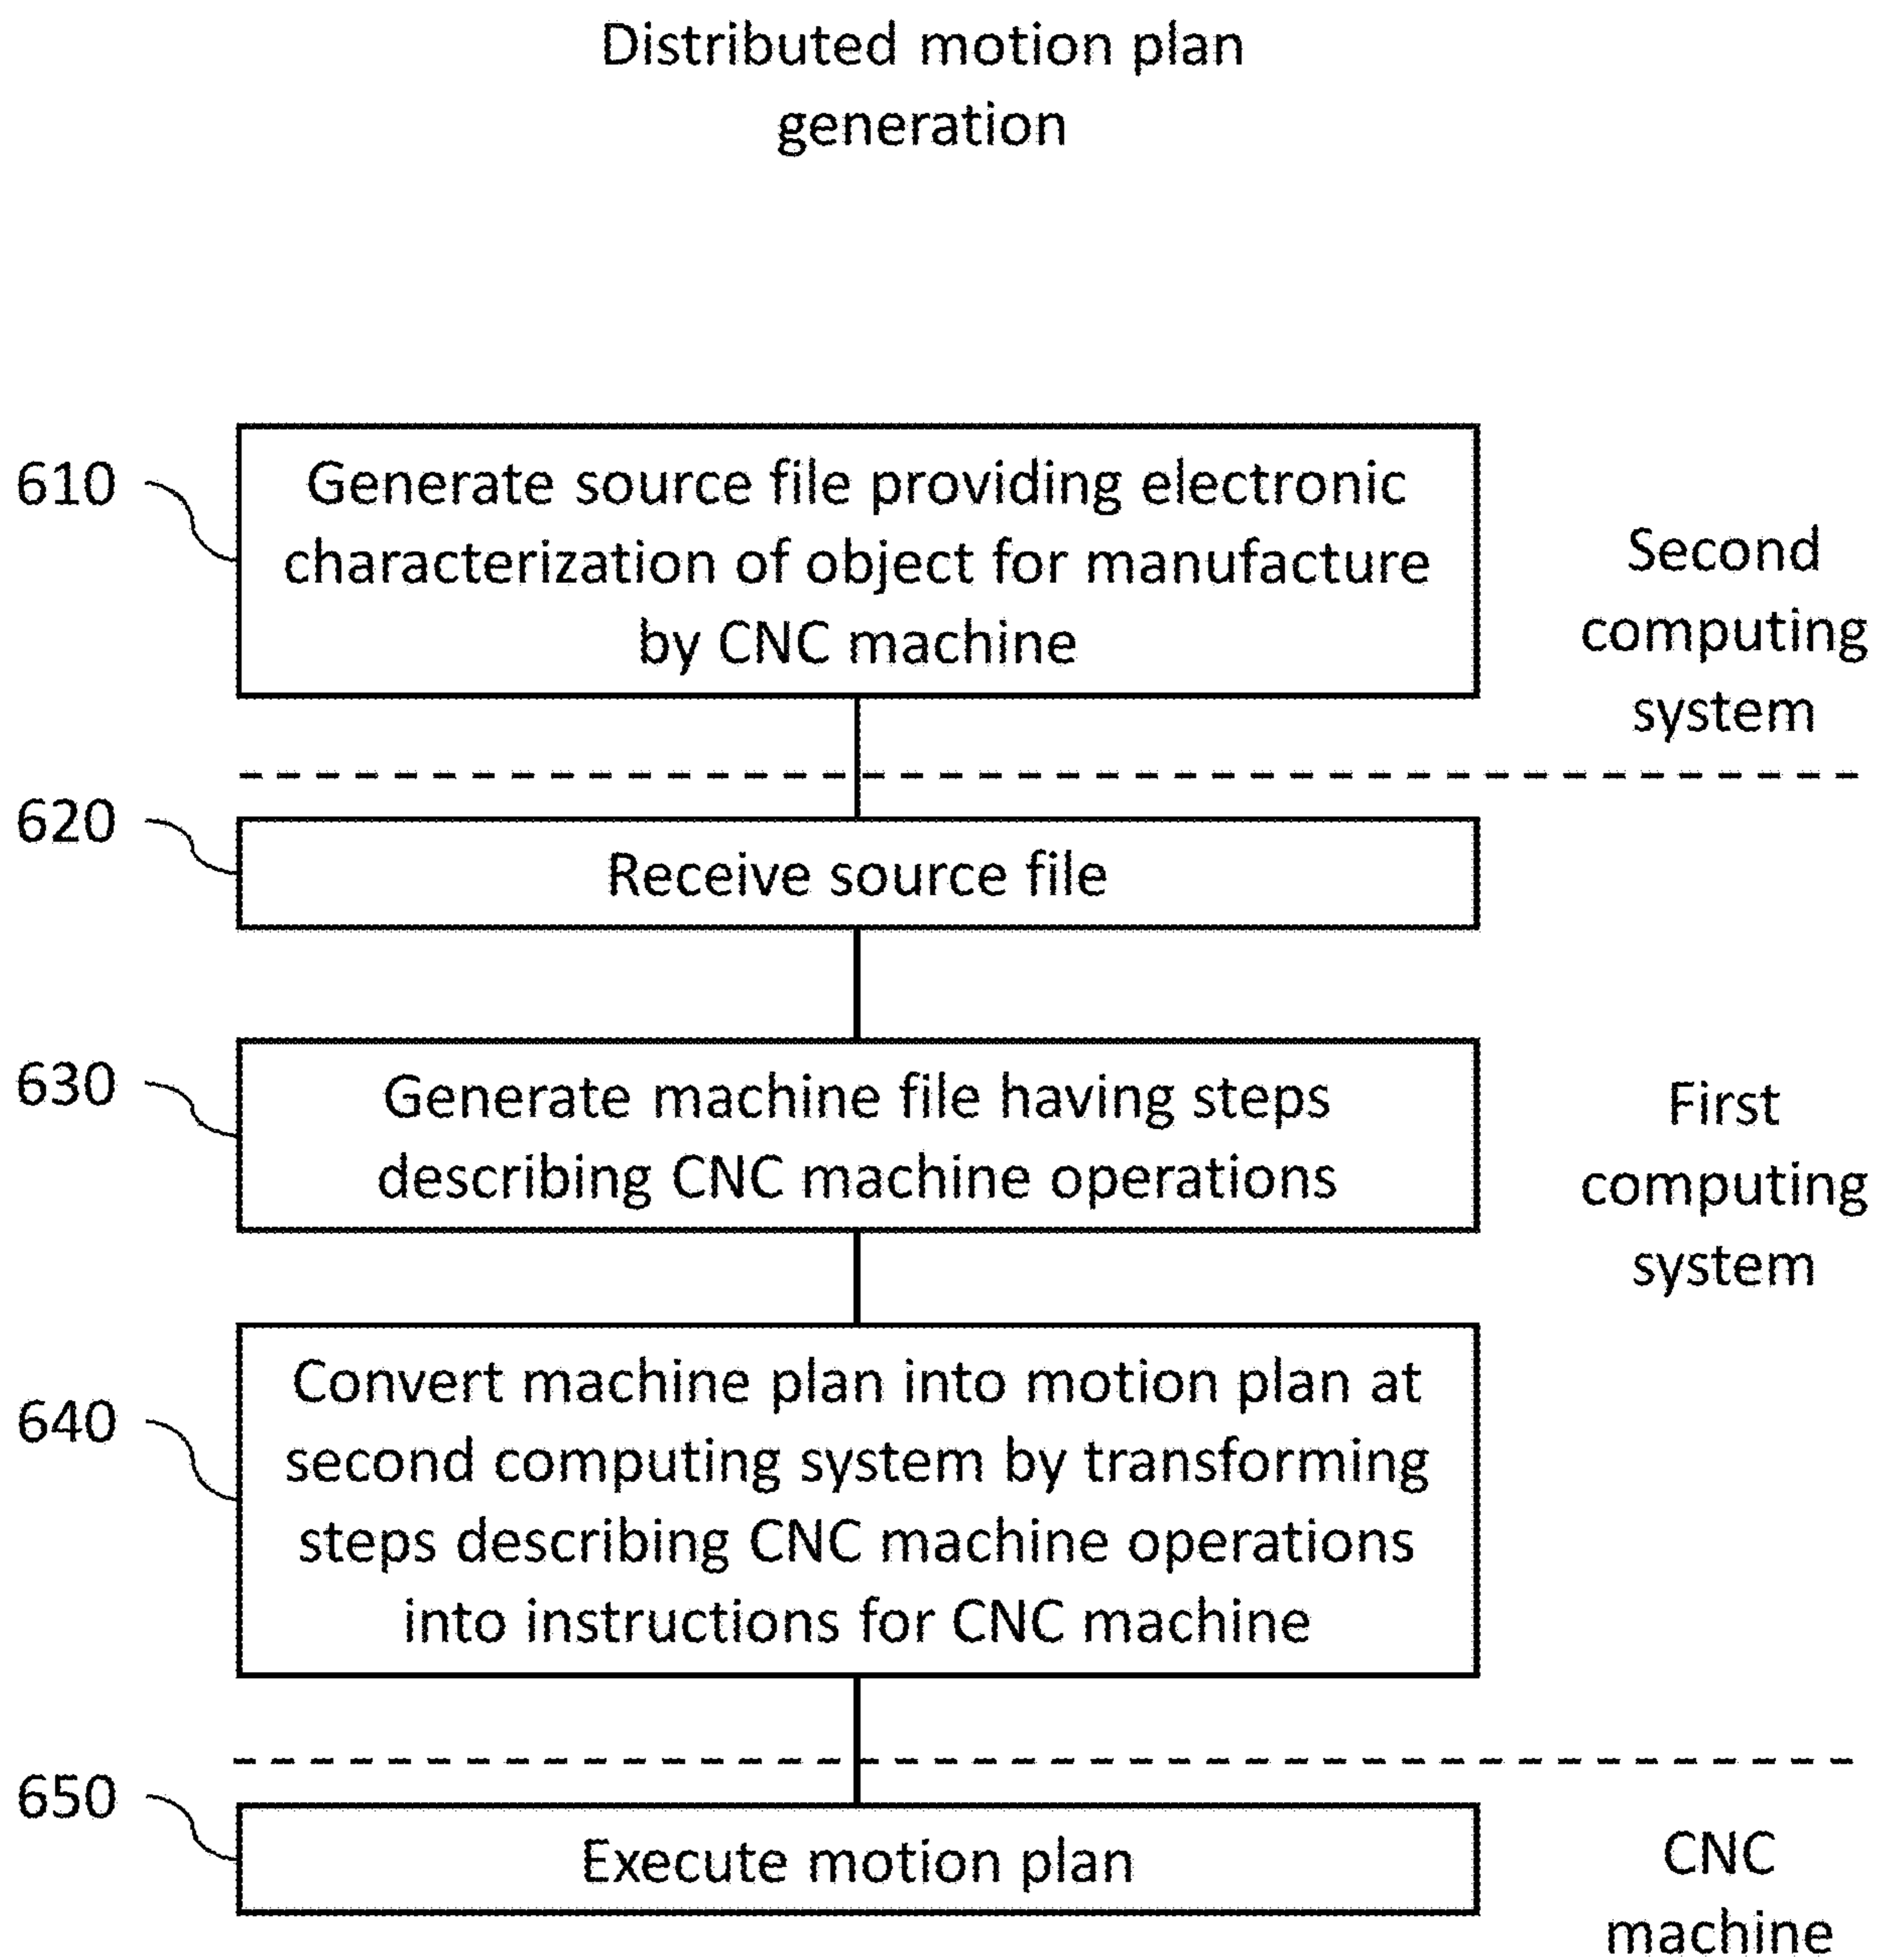 Distributed motion plan
generation
610
Generate source file providing electronic
characterization of object for manufacture
by CNC machine
Second
computing
system
620
Receive source file
630
Generate machine file having steps
describing CNC machine operations
First
computing
system
640
Convert machine plan into motion plan at
second computing system by transforming
steps describing CNC machine operations
into instructions for CNC machine
650
Execute motion plan
CNC
machine